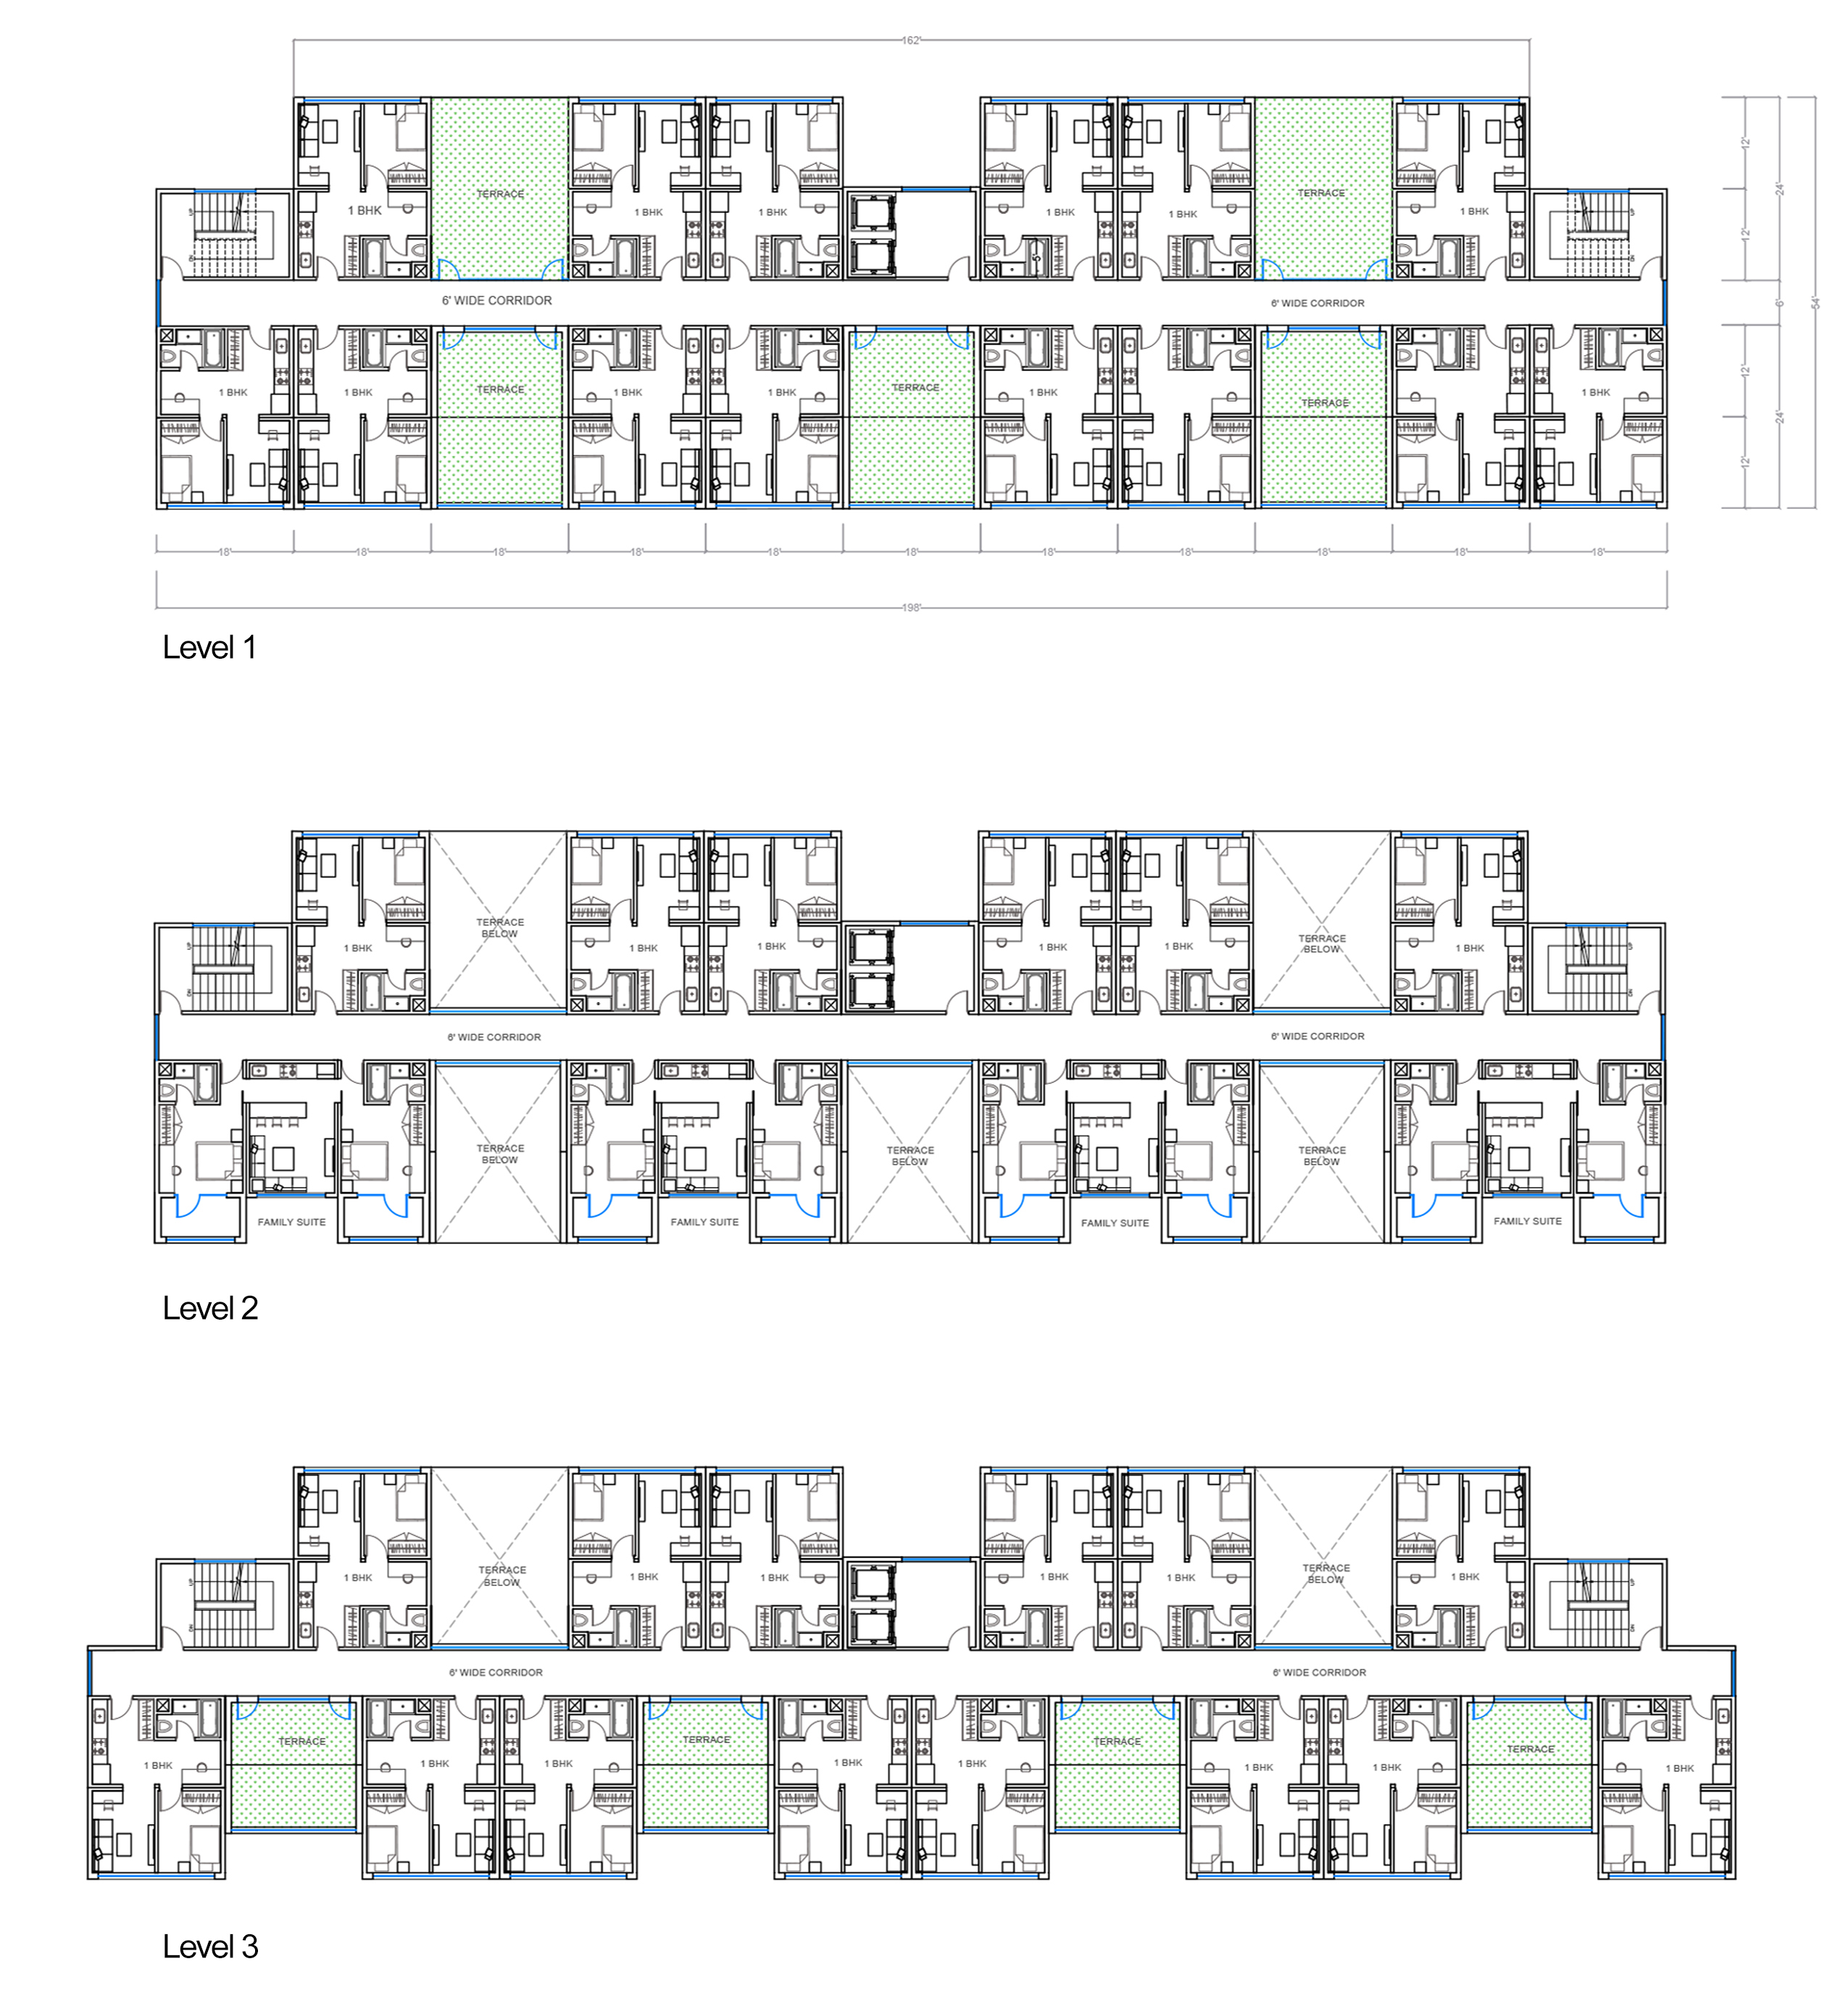 162'
TERRACE
TERRACE
1 BHK
1 BHK
1 BHK
1 BHK
1 BHK
1 BHK
12'
24'
12'
6' WIDE CORRIDOR
6' WIDE CORRIDOR
6'
54'
1 BHK
1 BHK
TERRACE
1 BHK
1 BHK
TERRACE
1 BHK
TERRACE
1 BHK
12'
24'
12'
18'
18'
18'
18'
18'
18'
18'
18'
18'
18'
18'
198'
Level 1
TERRACE
BELOW
TERRACE
BELOW
1 BHK
1 BHK
1 BHK
1 BHK
1 BHK
1 BHK
6' WIDE CORRIDOR
6' WIDE CORRIDOR
TERRACE
BELOW
TERRACE
BELOW
TERRACE
BELOW
FAMILY SUITE
FAMILY SUITE
FAMILY SUITE
FAMILY SUITE
Level 2
TERRACE
BELOW
TERRACE
BELOW
1 BHK
1 BHK
1 BHK
1 BHK
1 BHK
1 BHK
6' WIDE CORRIDOR
6' WIDE CORRIDOR
TERRACE
TERRACE
TERRACE
TERRACE
1 BHK
1 BHK
1 BHK
1 BHK
1 BHK
1 BHK
1 BHK
1 BHK
Level 3